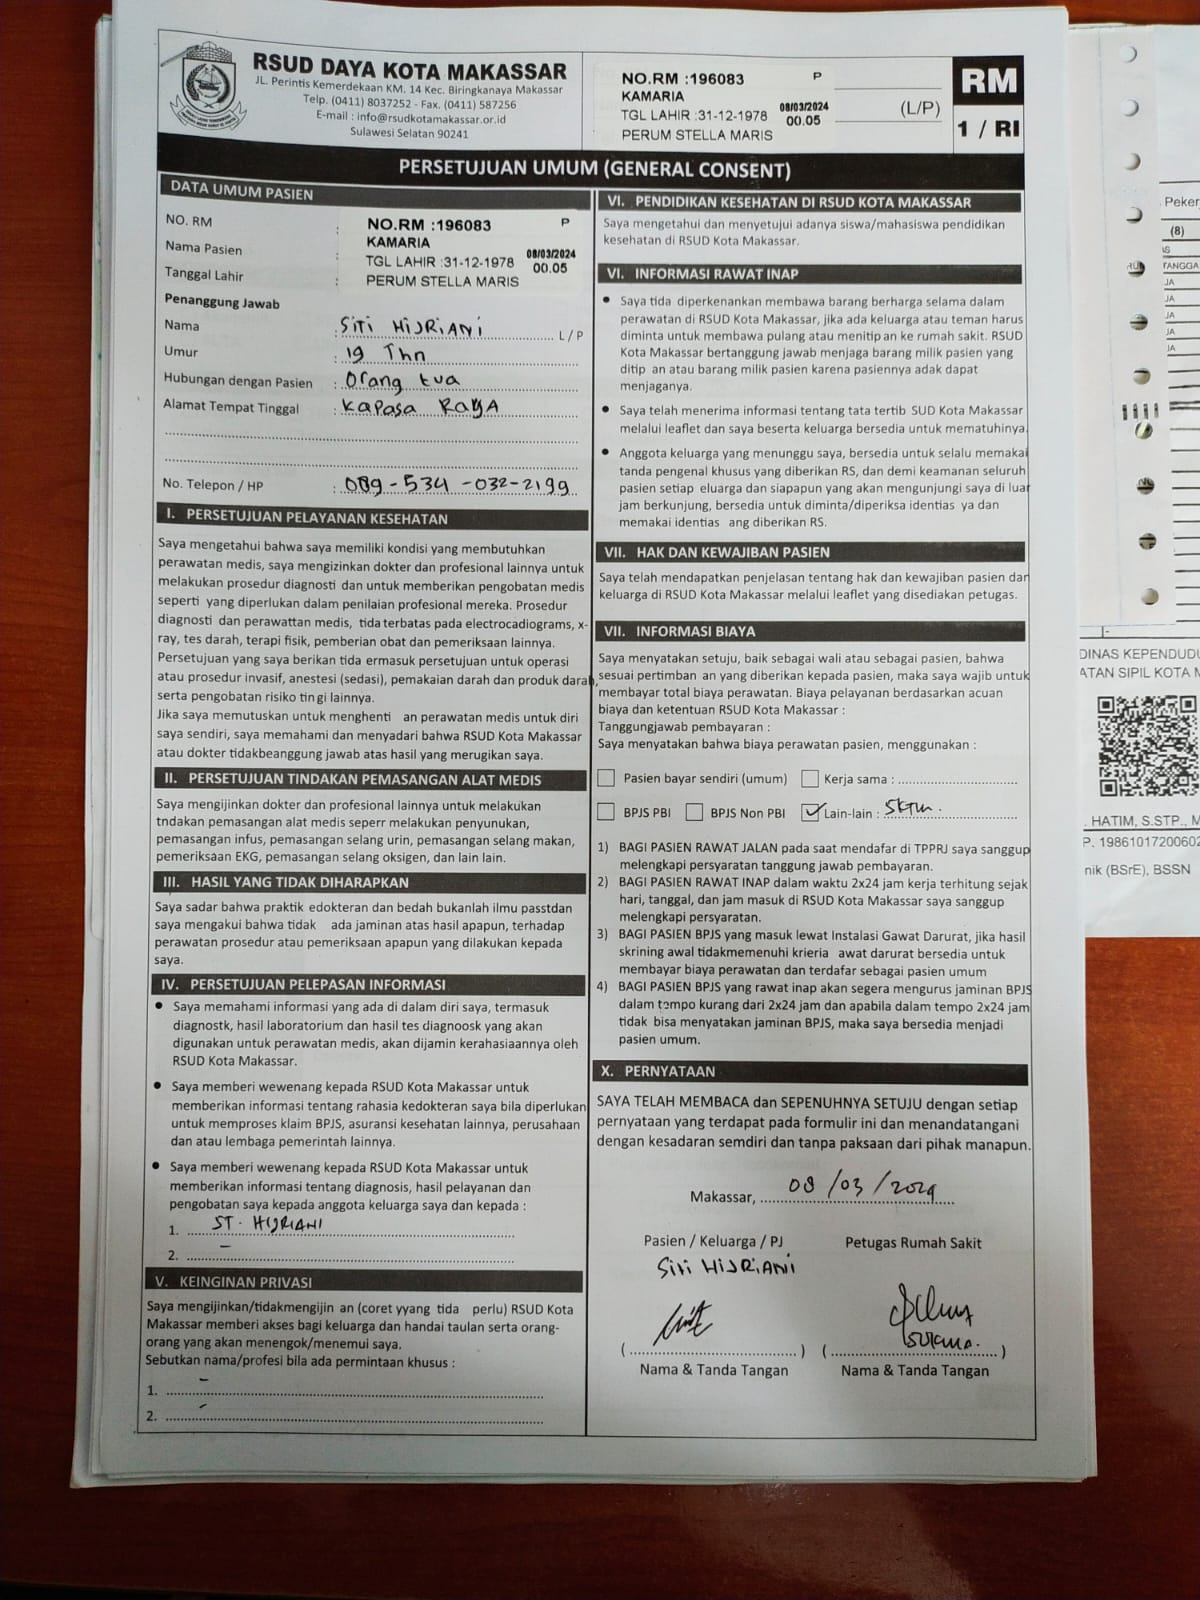 RSUD DAYA KOTA MAKASSAR
JL. Perintis Kemerdekaan KM. 14 Kec. Biringkanaya Makassar
Telp. (0411) 8037252 - Fax. (0411) 587256
E-mail : info@rsudkotamakassar.or.id
Sulawesi Selatan 90241
NO.RM :196083 P
KAMARIA
TGL LAHIR :31-12-1978 08/03/2024
00.05
PERUM STELLA MARIS
(L/P)
RM
1 / RI
PERSETUJUAN UMUM (GENERAL CONSENT)
DATA UMUM PASIEN
NO. RM :
Nama Pasien :
Tanggal Lahir :
NO.RM :196083 P
KAMARIA
TGL LAHIR :31-12-1978 08/03/2024
00.05
PERUM STELLA MARIS
Penanggung Jawab
Nama : SITI HIJRIANI L / P
Umur : 19 Thn
Hubungan dengan Pasien : Orang tua
Alamat Tempat Tinggal : Kapasa RAYA
No. Telepon / HP : 089-534-032-2199
I. PERSETUJUAN PELAYANAN KESEHATAN
Saya mengetahui bahwa saya memiliki kondisi yang membutuhkan
perawatan medis, saya mengizinkan dokter dan profesional lainnya untuk
melakukan prosedur diagnosti dan untuk memberikan pengobatan medis
seperti yang diperlukan dalam penilaian profesional mereka. Prosedur
diagnosti dan perawattan medis, tida terbatas pada electrocadiograms, x-
ray, tes darah, terapi fisik, pemberian obat dan pemeriksaan lainnya.
Persetujuan yang saya berikan tida ermasuk persetujuan untuk operasi
atau prosedur invasif, anestesi (sedasi), pemakaian darah dan produk darah,
serta pengobatan risiko tin gi lainnya.
Jika saya memutuskan untuk menghenti an perawatan medis untuk diri
saya sendiri, saya memahami dan menyadari bahwa RSUD Kota Makassar
atau dokter tidakbeanggung jawab atas hasil yang merugikan saya.
II. PERSETUJUAN TINDAKAN PEMASANGAN ALAT MEDIS
Saya mengijinkan dokter dan profesional lainnya untuk melakukan
tndakan pemasangan alat medis seperr melakukan penyunukan,
pemasangan infus, pemasangan selang urin, pemasangan selang makan,
pemeriksaan EKG, pemasangan selang oksigen, dan lain lain.
III. HASIL YANG TIDAK DIHARAPKAN
Saya sadar bahwa praktik edokteran dan bedah bukanlah ilmu passtdan
saya mengakui bahwa tidak ada jaminan atas hasil apapun, terhadap
perawatan prosedur atau pemeriksaan apapun yang dilakukan kepada
saya.
IV. PERSETUJUAN PELEPASAN INFORMASI
• Saya memahami informasi yang ada di dalam diri saya, termasuk
diagnostk, hasil laboratorium dan hasil tes diagnoosk yang akan
digunakan untuk perawatan medis, akan dijamin kerahasiaannya oleh
RSUD Kota Makassar.
• Saya memberi wewenang kepada RSUD Kota Makassar untuk
memberikan informasi tentang rahasia kedokteran saya bila diperlukan
untuk memproses klaim BPJS, asuransi kesehatan lainnya, perusahaan
dan atau lembaga pemerintah lainnya.
• Saya memberi wewenang kepada RSUD Kota Makassar untuk
memberikan informasi tentang diagnosis, hasil pelayanan dan
pengobatan saya kepada anggota keluarga saya dan kepada :
1. ST. HIJRIANI
2. -
V. KEINGINAN PRIVASI
Saya mengijinkan/tidakmengijin an (coret yyang tida perlu) RSUD Kota
Makassar memberi akses bagi keluarga dan handai taulan serta orang-
orang yang akan menengok/menemui saya.
Sebutkan nama/profesi bila ada permintaan khusus :
1. -
2. -
VI. PENDIDIKAN KESEHATAN DI RSUD KOTA MAKASSAR
Saya mengetahui dan menyetujui adanya siswa/mahasiswa pendidikan
kesehatan di RSUD Kota Makassar.
VI. INFORMASI RAWAT INAP
• Saya tida diperkenankan membawa barang berharga selama dalam
perawatan di RSUD Kota Makassar, jika ada keluarga atau teman harus
diminta untuk membawa pulang atau menitip an ke rumah sakit. RSUD
Kota Makassar bertanggung jawab menjaga barang milik pasien yang
ditip an atau barang milik pasien karena pasiennya adak dapat
menjaganya.
• Saya telah menerima informasi tentang tata tertib SUD Kota Makassar
melalui leaflet dan saya beserta keluarga bersedia untuk mematuhinya.
• Anggota keluarga yang menunggu saya, bersedia untuk selalu memakai
tanda pengenal khusus yang diberikan RS, dan demi keamanan seluruh
pasien setiap eluarga dan siapapun yang akan mengunjungi saya di luar
jam berkunjung, bersedia untuk diminta/diperiksa identias ya dan
memakai identias ang diberikan RS.
VII. HAK DAN KEWAJIBAN PASIEN
Saya telah mendapatkan penjelasan tentang hak dan kewajiban pasien dan
keluarga di RSUD Kota Makassar melalui leaflet yang disediakan petugas.
VII. INFORMASI BIAYA
Saya menyatakan setuju, baik sebagai wali atau sebagai pasien, bahwa
sesuai pertimban an yang diberikan kepada pasien, maka saya wajib untuk
membayar total biaya perawatan. Biaya pelayanan berdasarkan acuan
biaya dan ketentuan RSUD Kota Makassar :
Tanggungjawab pembayaran :
Saya menyatakan bahwa biaya perawatan pasien, menggunakan :
Pasien bayar sendiri (umum) Kerja sama :
BPJS PBI BPJS Non PBI Lain-lain : SKTM.
1) BAGI PASIEN RAWAT JALAN pada saat mendafar di TPPRJ saya sanggup
melengkapi persyaratan tanggung jawab pembayaran.
2) BAGI PASIEN RAWAT INAP dalam waktu 2x24 jam kerja terhitung sejak
hari, tanggal, dan jam masuk di RSUD Kota Makassar saya sanggup
melengkapi persyaratan.
3) BAGI PASIEN BPJS yang masuk lewat Instalasi Gawat Darurat, jika hasil
skrining awal tidakmemenuhi krieria awat darurat bersedia untuk
membayar biaya perawatan dan terdafar sebagai pasien umum
4) BAGI PASIEN BPJS yang rawat inap akan segera mengurus jaminan BPJS
dalam tempo kurang dari 2x24 jam dan apabila dalam tempo 2x24 jam
tidak bisa menyatakan jaminan BPJS, maka saya bersedia menjadi
pasien umum.
X. PERNYATAAN
SAYA TELAH MEMBACA dan SEPENUHNYA SETUJU dengan setiap
pernyataan yang terdapat pada formulir ini dan menandatangani
dengan kesadaran semdiri dan tanpa paksaan dari pihak manapun.
Makassar, 08/03/2024
Pasien / Keluarga / PJ Petugas Rumah Sakit
Siti HIJRIANI
( ) ( )
Nama & Tanda Tangan Nama & Tanda Tangan
Peker
(8)
TANGGA
JA
JA
JA
JA
JA
DINAS KEPENDUDU
ATAN SIPIL KOTA M
. HATIM, S.STP., M
P. 19861017200602
nik (BSrE), BSSN